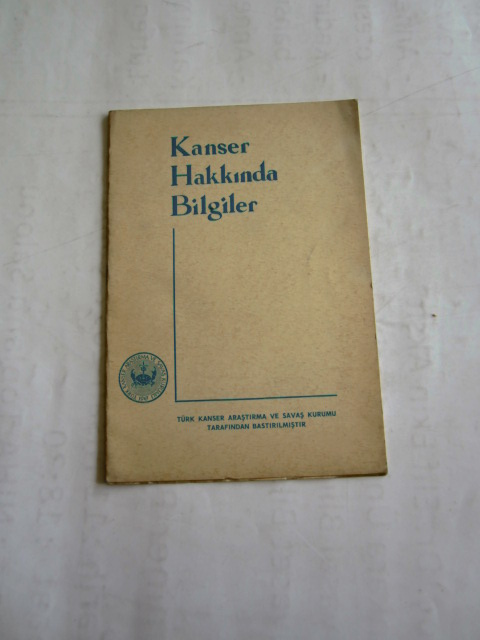 Kanser
Hakkında
Bilgiler
TÜRK KANSER ARAŞTIRMA VE SAVAŞ KURUMU
TARAFINDAN BASTIRILMIŞTIR